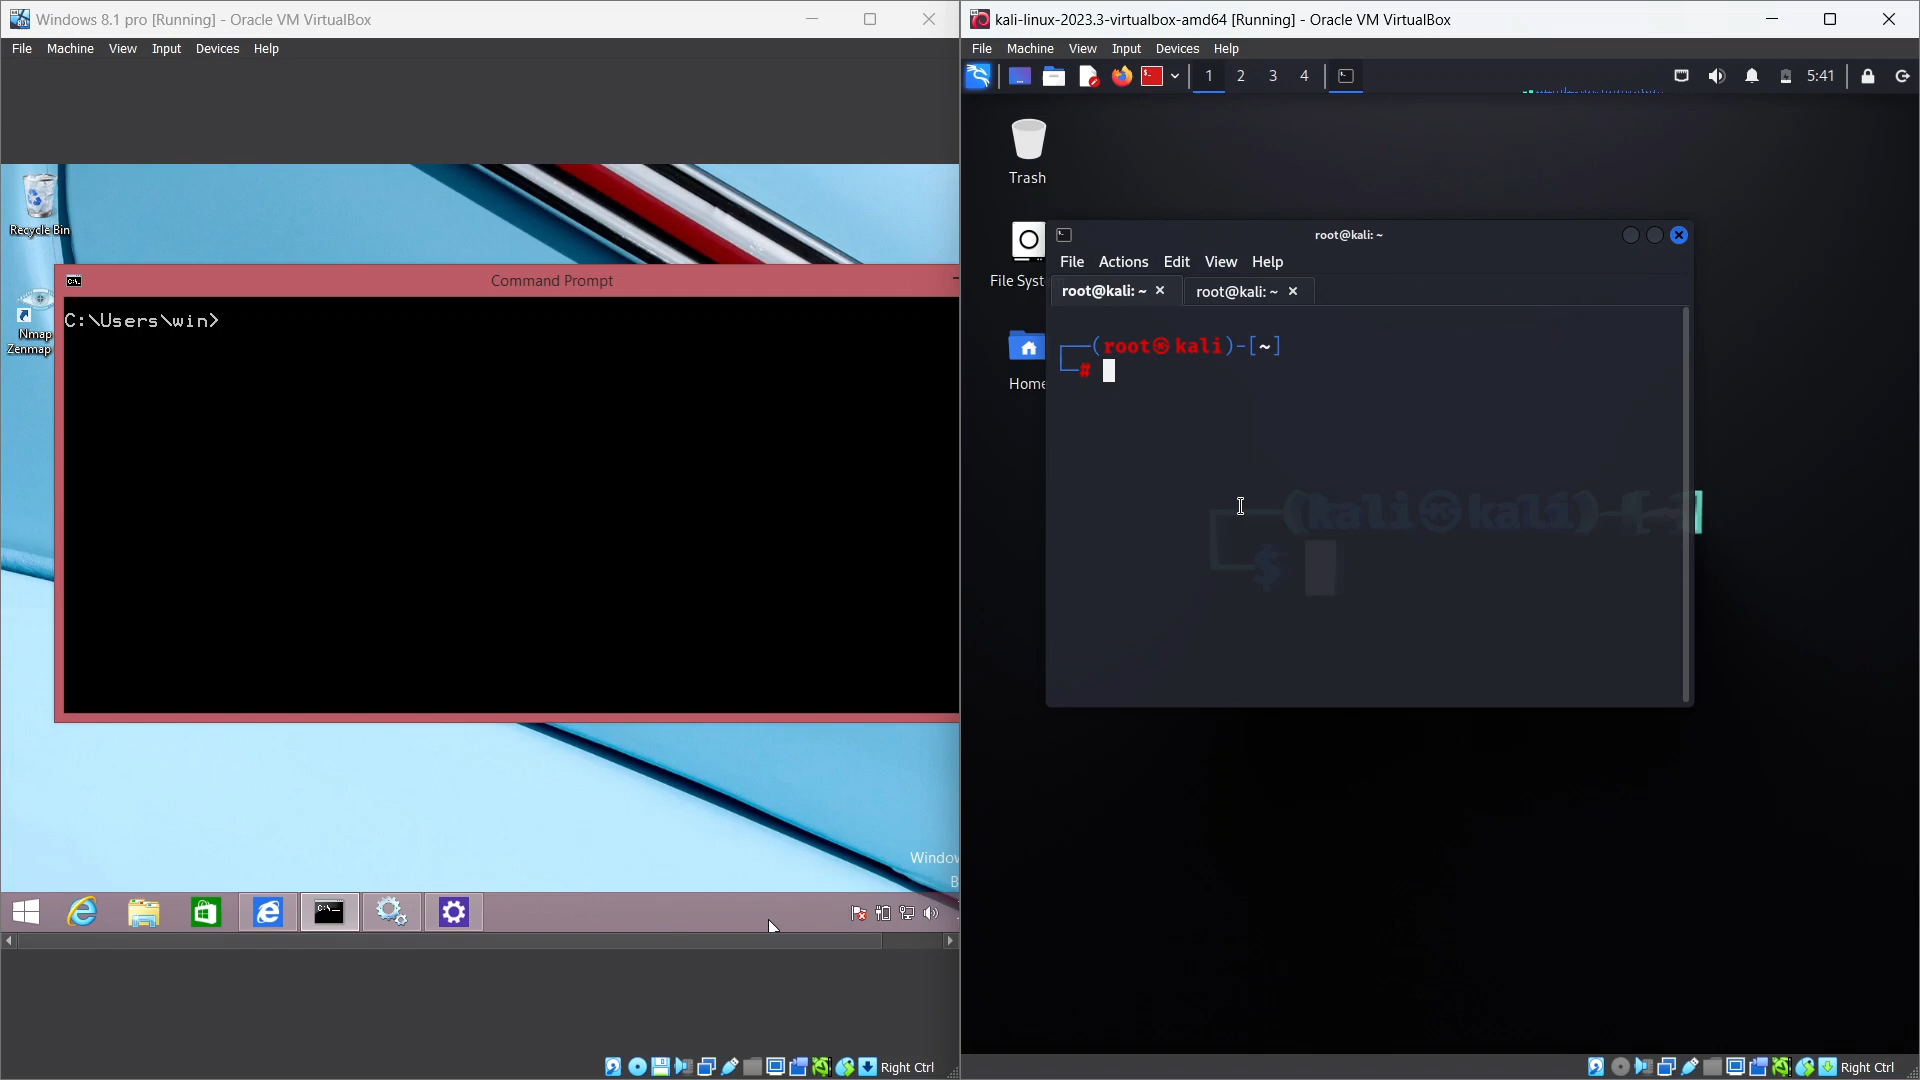 Windows 8.1 pro [Running] - Oracle VM VirtualBox
File Machine View Input Devices Help
Recycle Bin
Command Prompt
C:\Users\win>
Nmap
Zenmap
Window
B
Right Ctrl
kali-linux-2023.3-virtualbox-amd64 [Running] - Oracle VM VirtualBox
File Machine View Input Devices Help
1 2 3 4
5:41
Trash
File Syst
Home
root@kali: ~
File Actions Edit View Help
root@kali: ~ × root@kali: ~ ×
┌──(root㉿kali)-[~]
└─#
(kali㉿kali)-[~]
$
Right Ctrl